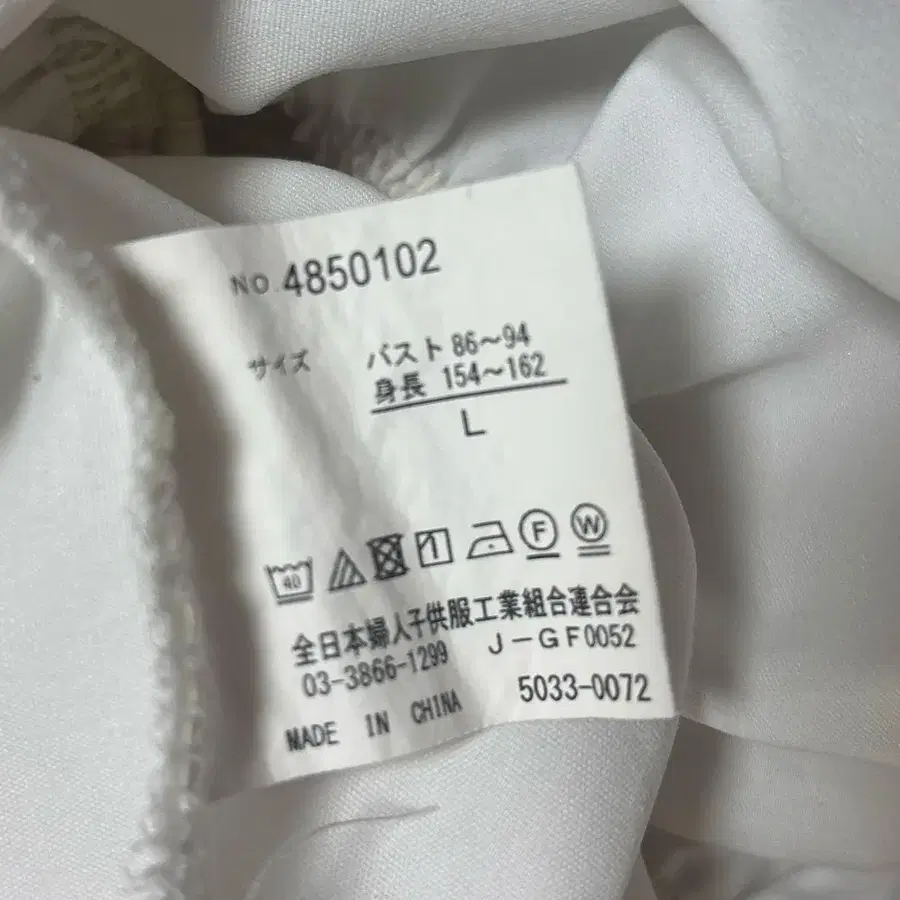 NO.4850102
サイズ バスト 86～94
身長 154～162
L
40 F W
全日本婦人子供服工業組合連合会
03-3866-1299 J-GF0052
5033-0072
MADE IN CHINA